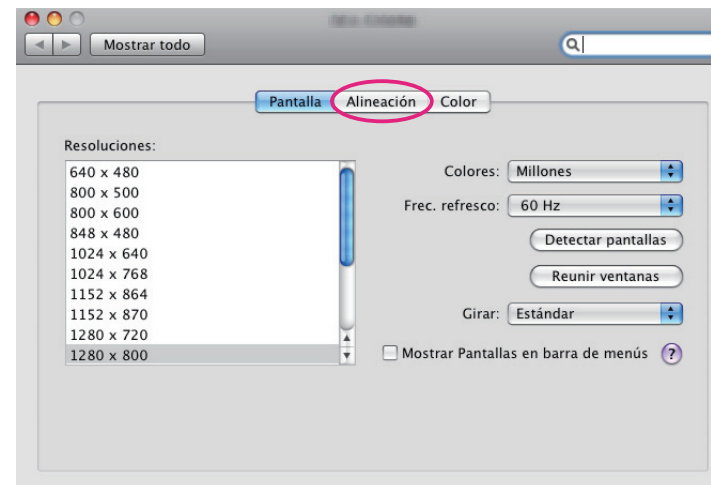 Mostrar todo
Pantalla Alineación Color
Resoluciones:
640 x 480
800 x 500
800 x 600
848 x 480
1024 x 640
1024 x 768
1152 x 864
1152 x 870
1280 x 720
1280 x 800
Colores: Millones
Frec. refresco: 60 Hz
Detectar pantallas
Reunir ventanas
Girar: Estándar
Mostrar Pantallas en barra de menús ?